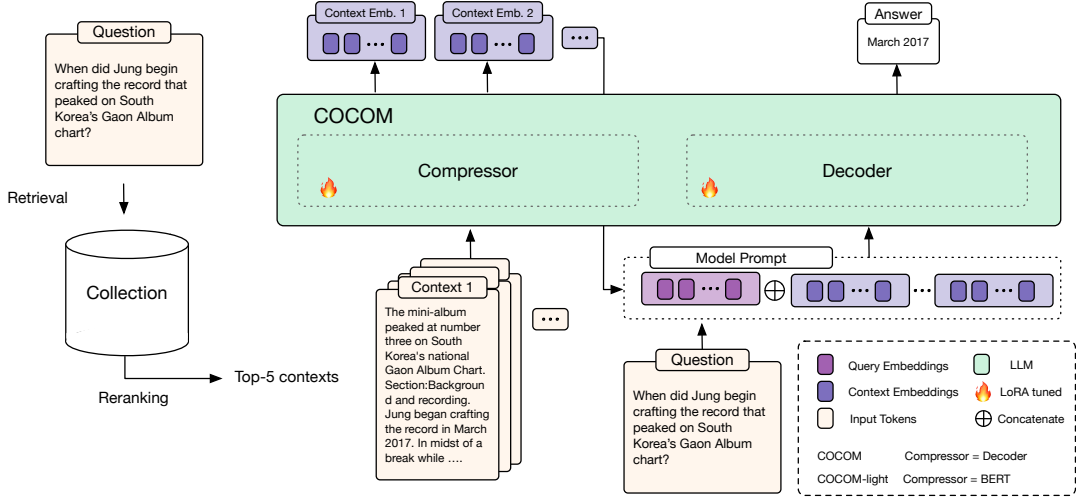 Question
When did Jung begin
crafting the record that
peaked on South
Korea's Gaon Album
chart?
Retrieval
Collection
Reranking
Top-5 contexts
Context Emb. 1
Context Emb. 2
...
...
...
Answer
March 2017
COCOM
Compressor
Decoder
Context 1
The mini-album
peaked at number
three on South
Korea's national
Gaon Album Chart.
Section:Backgroun
d and recording.
Jung began crafting
the record in March
2017. In midst of a
break while ....
...
Model Prompt
...
...
...
...
Question
When did Jung begin
crafting the record that
peaked on South
Korea's Gaon Album
chart?
Query Embeddings
LLM
Context Embeddings
LoRA tuned
Input Tokens
Concatenate
COCOM Compressor = Decoder
COCOM-light Compressor = BERT